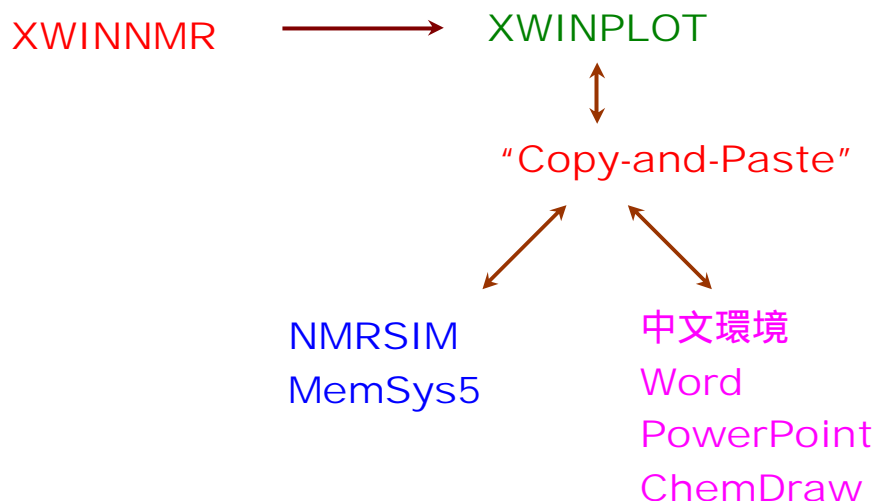 XWINNMR
XWINPLOT
“Copy-and-Paste”
NMRSIM
MemSys5
中文環境
Word
PowerPoint
ChemDraw